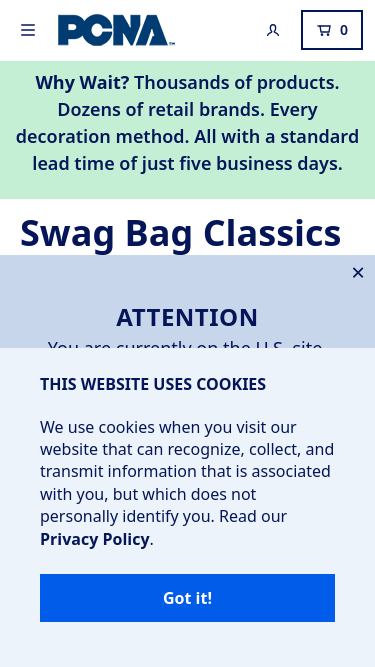 PCNA
0
Why Wait? Thousands of products.
Dozens of retail brands. Every
decoration method. All with a standard
lead time of just five business days.
Swag Bag Classics
ATTENTION
You are currently on the U.S. site.
THIS WEBSITE USES COOKIES
We use cookies when you visit our
website that can recognize, collect, and
transmit information that is associated
with you, but which does not
personally identify you. Read our
Privacy Policy.
Got it!